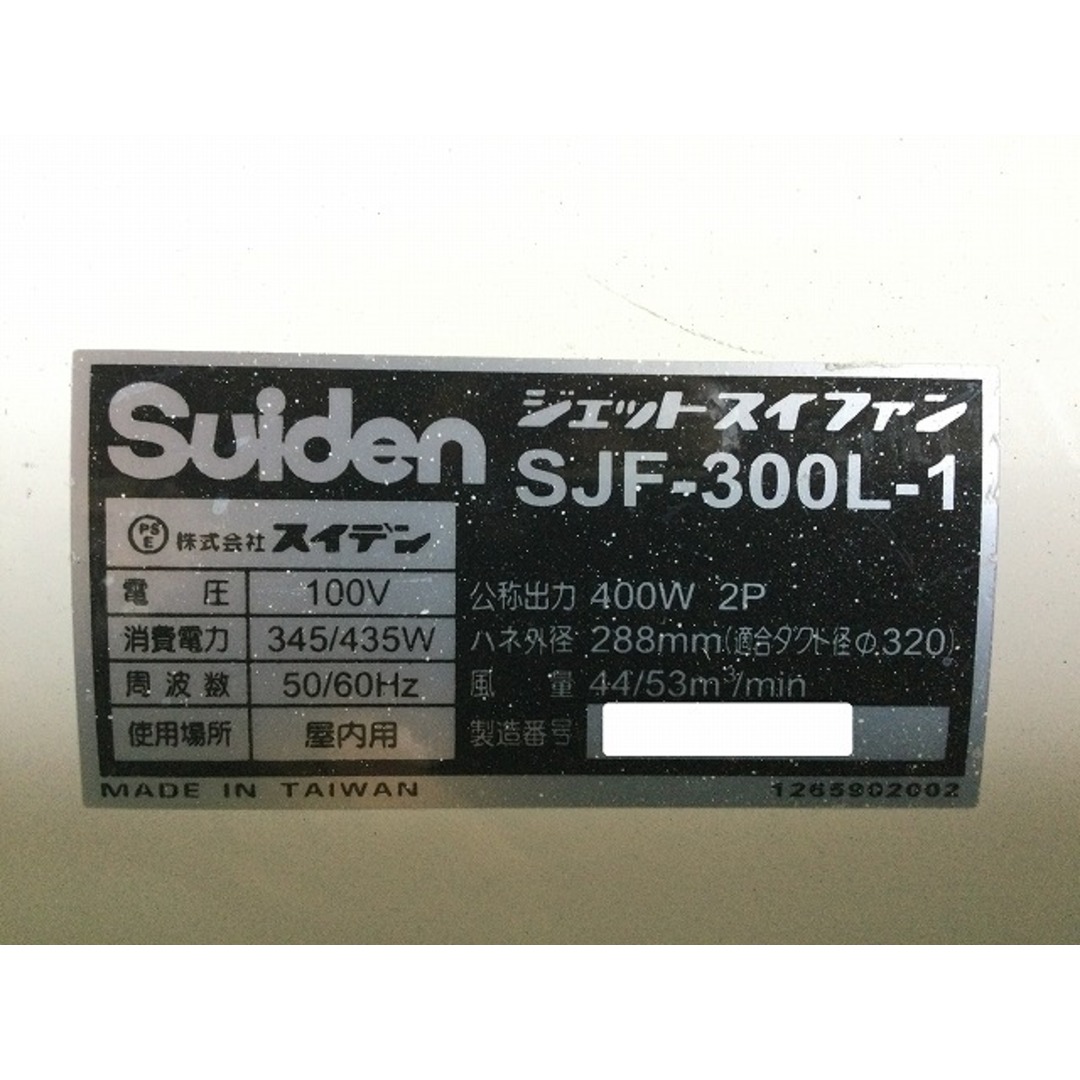 Suiden
ジェットスイファン
SJF-300L-1
PSE 株式会社 スイデン
電圧 100V
消費電力 345/435W
周波数 50/60Hz
使用場所 屋内用
公称出力 400W 2P
ハネ外径 288mm(適合ダクト径φ320)
風量 44/53m³/min
製造番号
MADE IN TAIWAN
1265902002